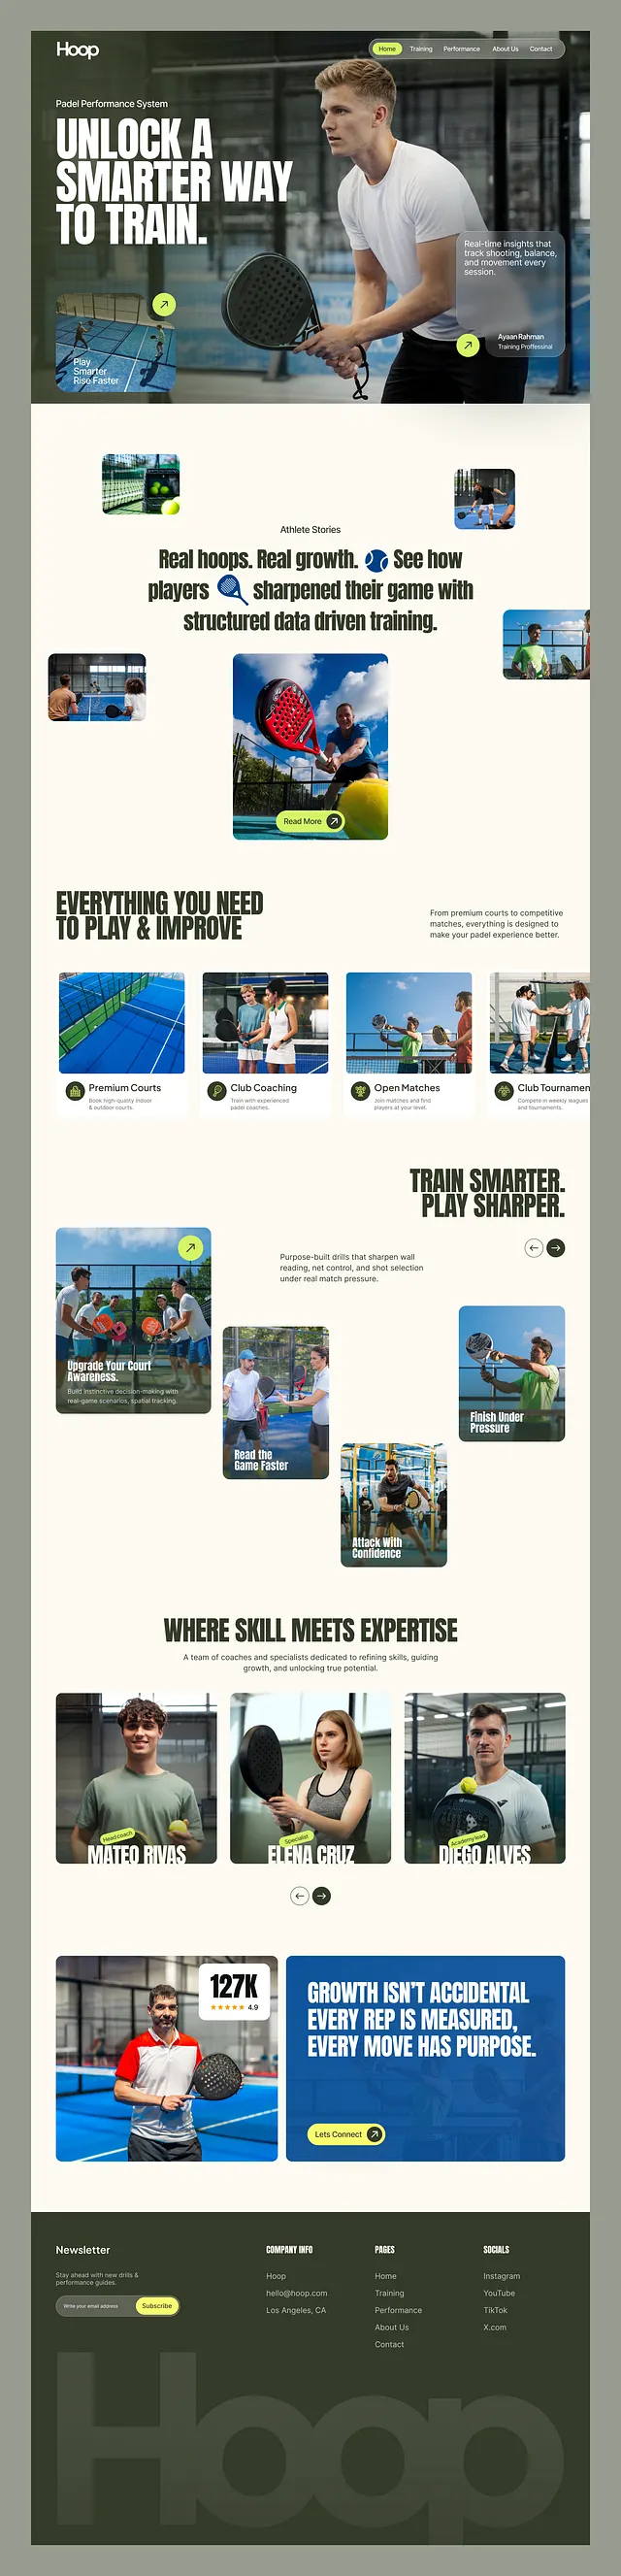 Hoop
Home
Training
Performance
About Us
Contact
Padel Performance System
UNLOCK A
SMARTER WAY
TO TRAIN.
Real-time insights that
track shooting, balance,
and movement every
session.
Ayaan Rahman
Training Proffessinal
Play
Smarter
Rise Faster
Athlete Stories
Real hoops. Real growth. See how
players sharpened their game with
structured data driven training.
Read More
EVERYTHING YOU NEED
TO PLAY & IMPROVE
From premium courts to competitive
matches, everything is designed to
make your padel experience better.
Premium Courts
Book high-quality indoor
& outdoor courts.
Club Coaching
Train with experienced
padel coaches.
Open Matches
Join matches and find
players at your level.
Club Tournamen
Compete in weekly leagues
and tournaments.
TRAIN SMARTER.
PLAY SHARPER.
Purpose-built drills that sharpen wall
reading, net control, and shot selection
under real match pressure.
Upgrade Your Court
Awareness.
Build instinctive decision-making with
real-game scenarios, spatial tracking.
Read the
Game Faster
Attack With
Confidence
Finish Under
Pressure
WHERE SKILL MEETS EXPERTISE
A team of coaches and specialists dedicated to refining skills, guiding
growth, and unlocking true potential.
Head coach
MATEO RIVAS
Specialist
ELENA CRUZ
Academy lead
DIEGO ALVES
127K
4.9
GROWTH ISN'T ACCIDENTAL
EVERY REP IS MEASURED,
EVERY MOVE HAS PURPOSE.
Lets Connect
Newsletter
Stay ahead with new drills &
performance guides.
Write your email address
Subscribe
COMPANY INFO
Hoop
hello@hoop.com
Los Angeles, CA
PAGES
Home
Training
Performance
About Us
Contact
SOCIALS
Instagram
YouTube
TikTok
X.com
Hoop